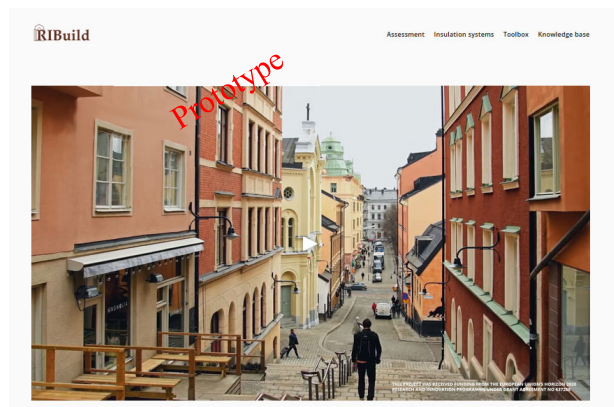 RIBuild
Assessment Insulation systems Toolbox Knowledge base
Prototype
THIS PROJECT HAS RECEIVED FUNDING FROM THE EUROPEAN UNION'S HORIZON 2020
RESEARCH AND INNOVATION PROGRAMME UNDER GRANT AGREEMENT NO 637268